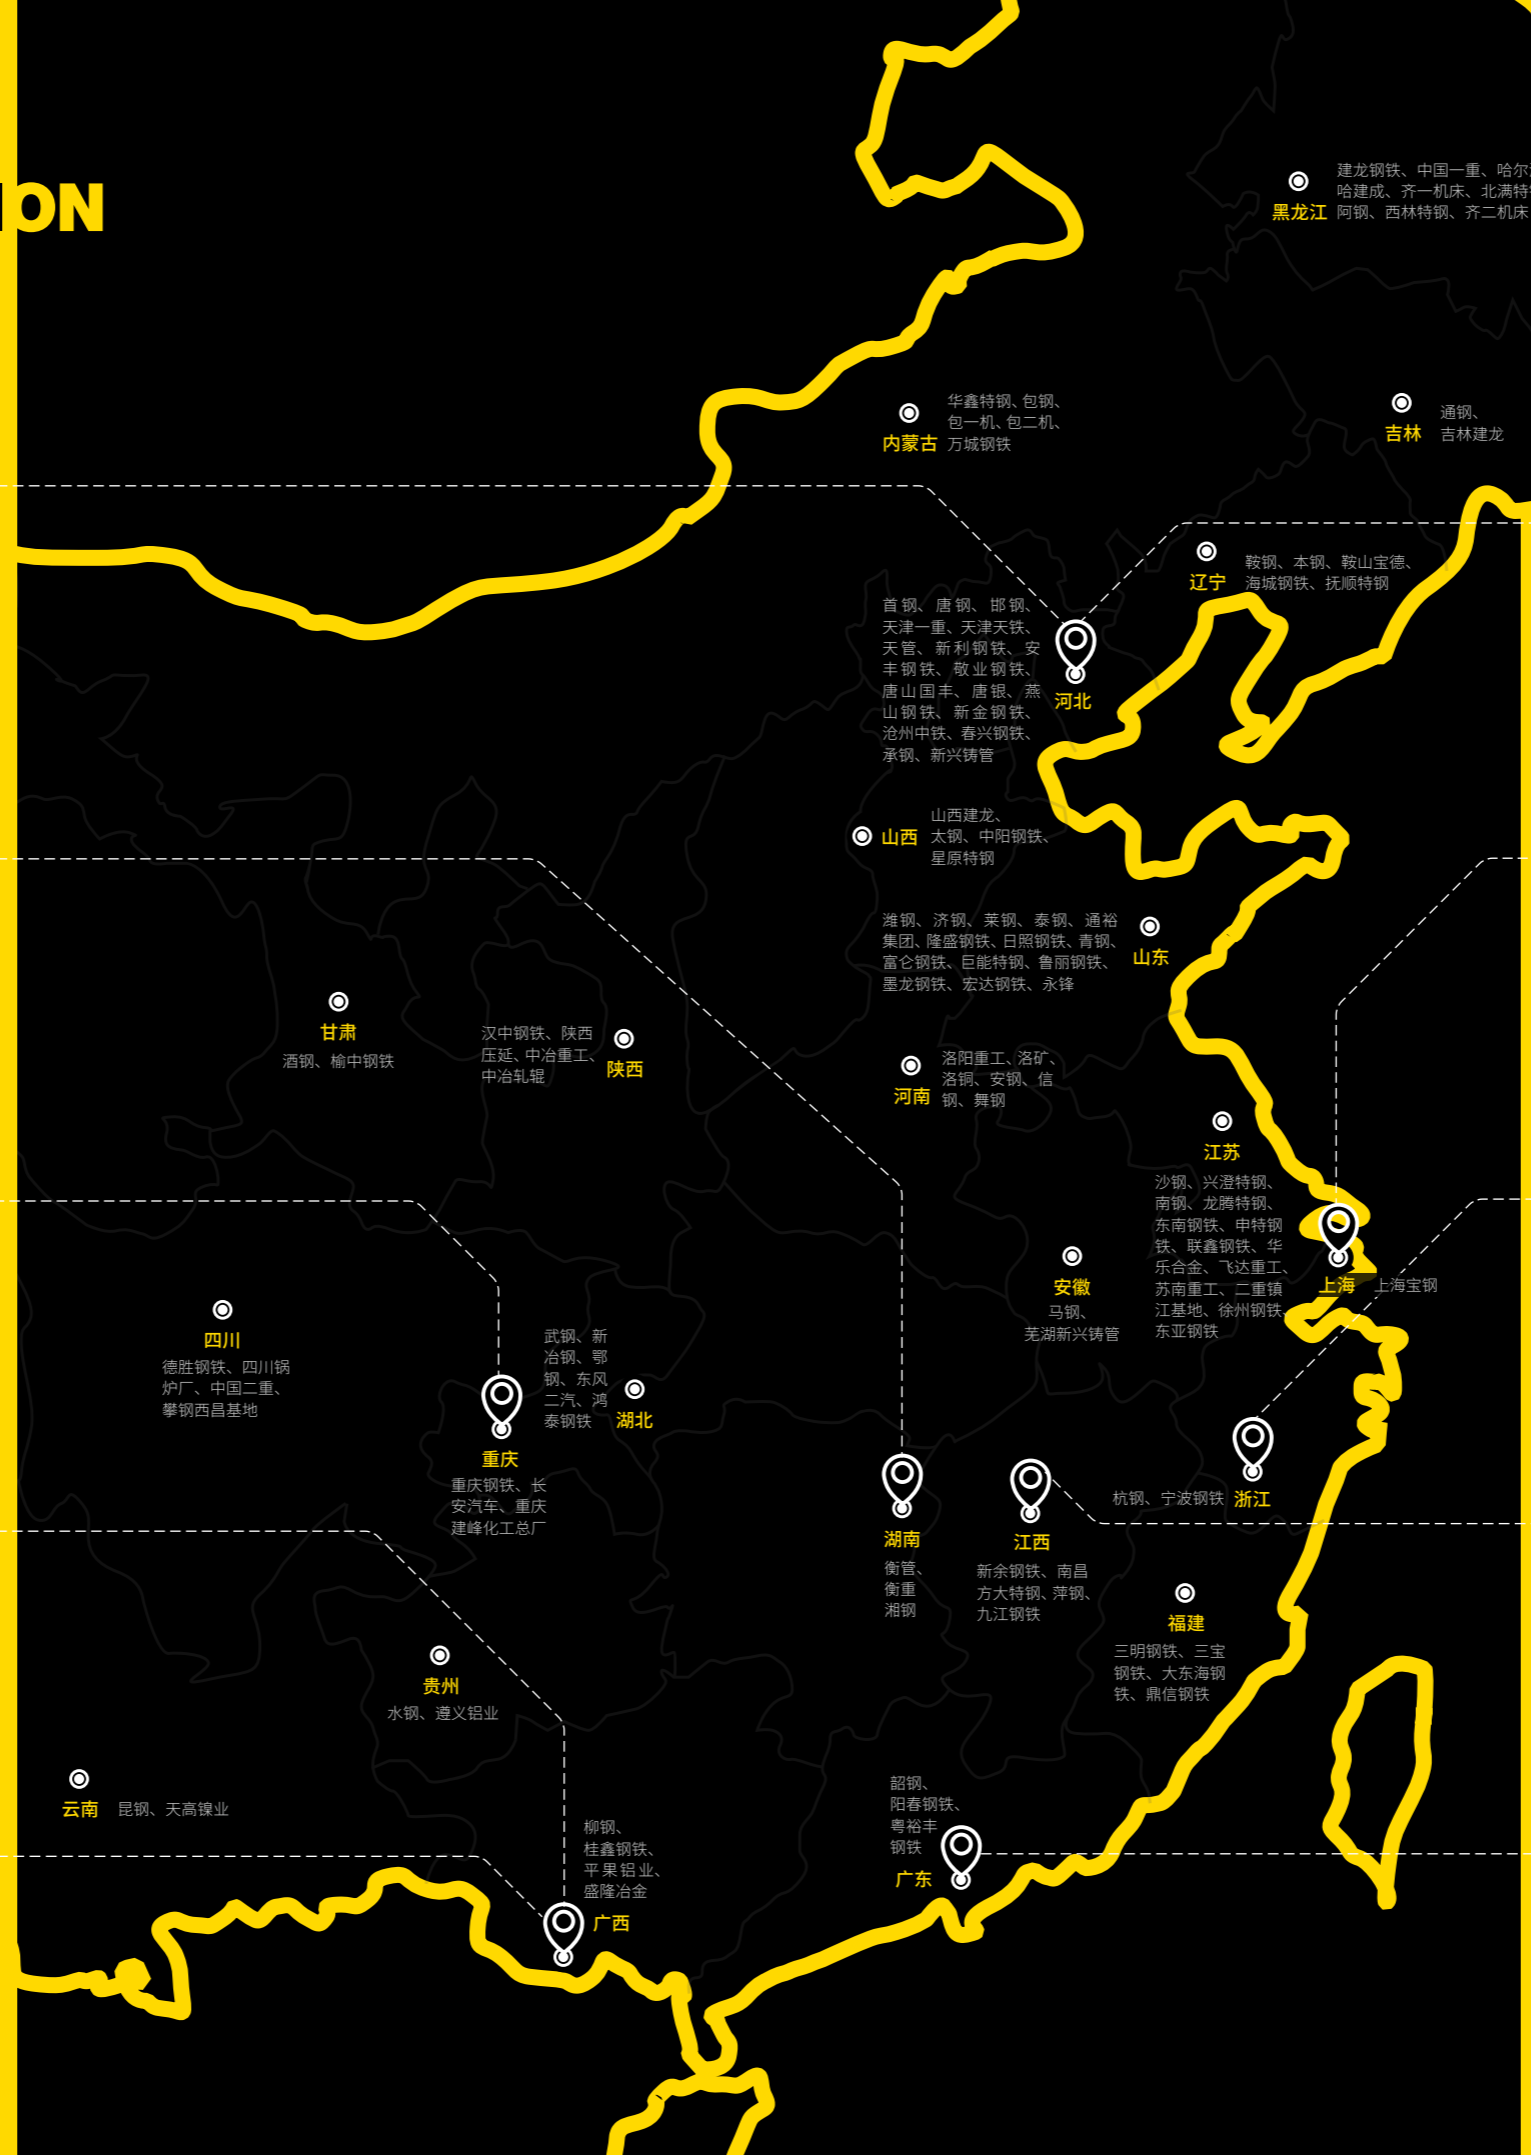 ION
建龙钢铁、中国一重、哈尔
哈建成、齐一机床、北满特
黑龙江
阿钢、西林特钢、齐二机床
华鑫特钢、包钢、
包一机、包二机、
内蒙古
万城钢铁
通钢、
吉林
吉林建龙
鞍钢、本钢、鞍山宝德、
辽宁
海城钢铁、抚顺特钢
首钢、唐钢、邯钢、
天津一重、天津天铁、
天管、新利钢铁、安
丰钢铁、敬业钢铁、
唐山国丰、唐银、燕
山钢铁、新金钢铁、
沧州中铁、春兴钢铁、
承钢、新兴铸管
河北
山西建龙、
山西
太钢、中阳钢铁、
星原特钢
潍钢、济钢、莱钢、泰钢、通裕
集团、隆盛钢铁、日照钢铁、青钢、
富仑钢铁、巨能特钢、鲁丽钢铁、
墨龙钢铁、宏达钢铁、永锋
山东
甘肃
酒钢、榆中钢铁
汉中钢铁、陕西
压延、中冶重工、
中冶轧辊
陕西
洛阳重工、洛矿、
洛铜、安钢、信
钢、舞钢
河南
江苏
沙钢、兴澄特钢、
南钢、龙腾特钢、
东南钢铁、申特钢
铁、联鑫钢铁、华
乐合金、飞达重工、
苏南重工、二重镇
江基地、徐州钢铁、
东亚钢铁
安徽
马钢、
芜湖新兴铸管
上海
上海宝钢
四川
德胜钢铁、四川锅
炉厂、中国二重、
攀钢西昌基地
武钢、新
冶钢、鄂
钢、东风
二汽、鸿
泰钢铁
湖北
重庆
重庆钢铁、长
安汽车、重庆
建峰化工总厂
杭钢、宁波钢铁
浙江
湖南
衡管、
衡重
湘钢
江西
新余钢铁、南昌
方大特钢、萍钢、
九江钢铁
福建
三明钢铁、三宝
钢铁、大东海钢
铁、鼎信钢铁
贵州
水钢、遵义铝业
云南
昆钢、天高镍业
韶钢、
阳春钢铁、
粤裕丰
钢铁
广东
柳钢、
桂鑫钢铁、
平果铝业、
盛隆冶金
广西